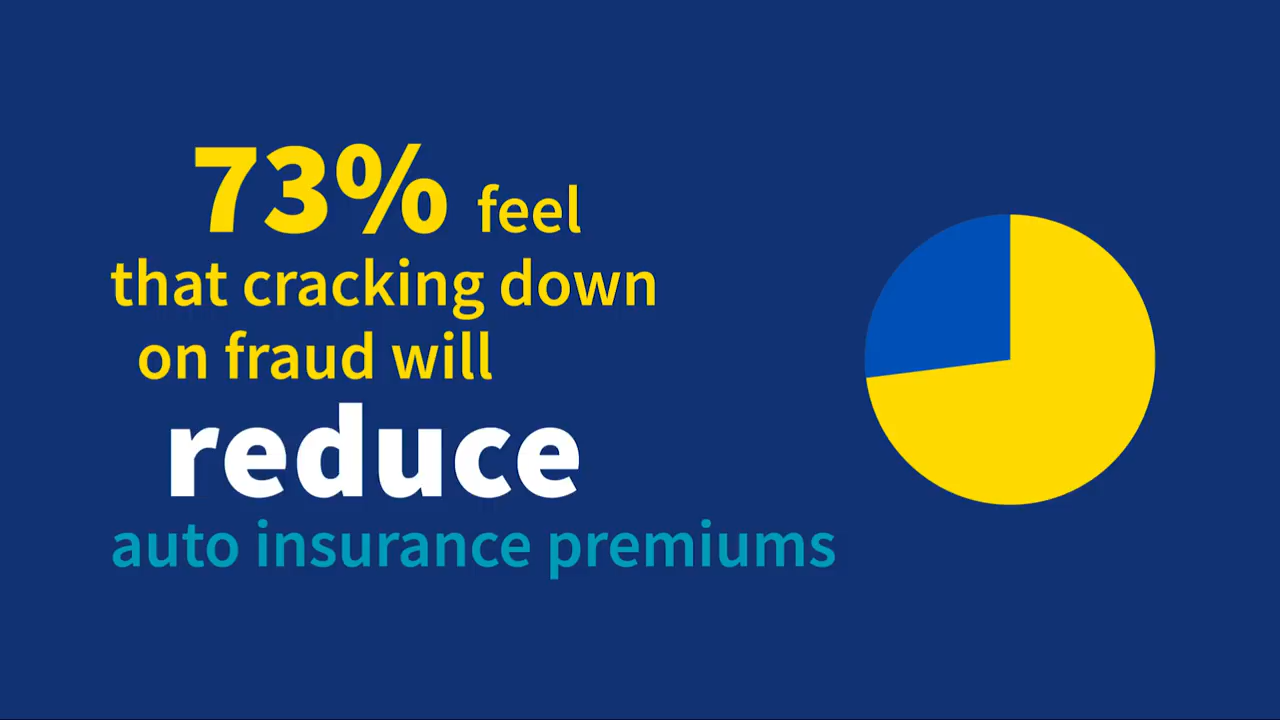 73% feel
that cracking down
on fraud will
reduce
auto insurance premiums